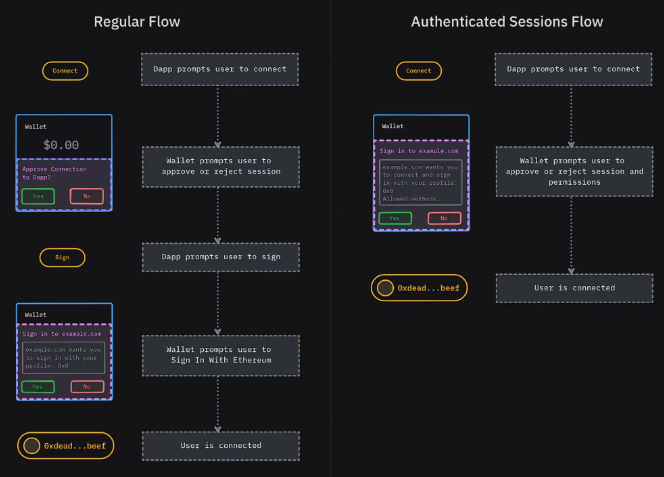 Regular Flow
Connect
Dapp prompts user to connect
Wallet
$0.00
Approve Connection
to Dapp?
Yes
No
Wallet prompts user to
approve or reject session
Sign
Dapp prompts user to sign
Wallet
Sign in to example.com
example.com wants you
to sign in with your
profile: 0x0
Yes
No
Wallet prompts user to
Sign In With Ethereum
0xdead...beef
User is connected
Authenticated Sessions Flow
Connect
Dapp prompts user to connect
Wallet
Sign in to example.com
example.com wants you
to connect and sign
in with your profile:
0x0
Allowed methods: ...
Yes
No
Wallet prompts user to
approve or reject session and
permissions
0xdead...beef
User is connected